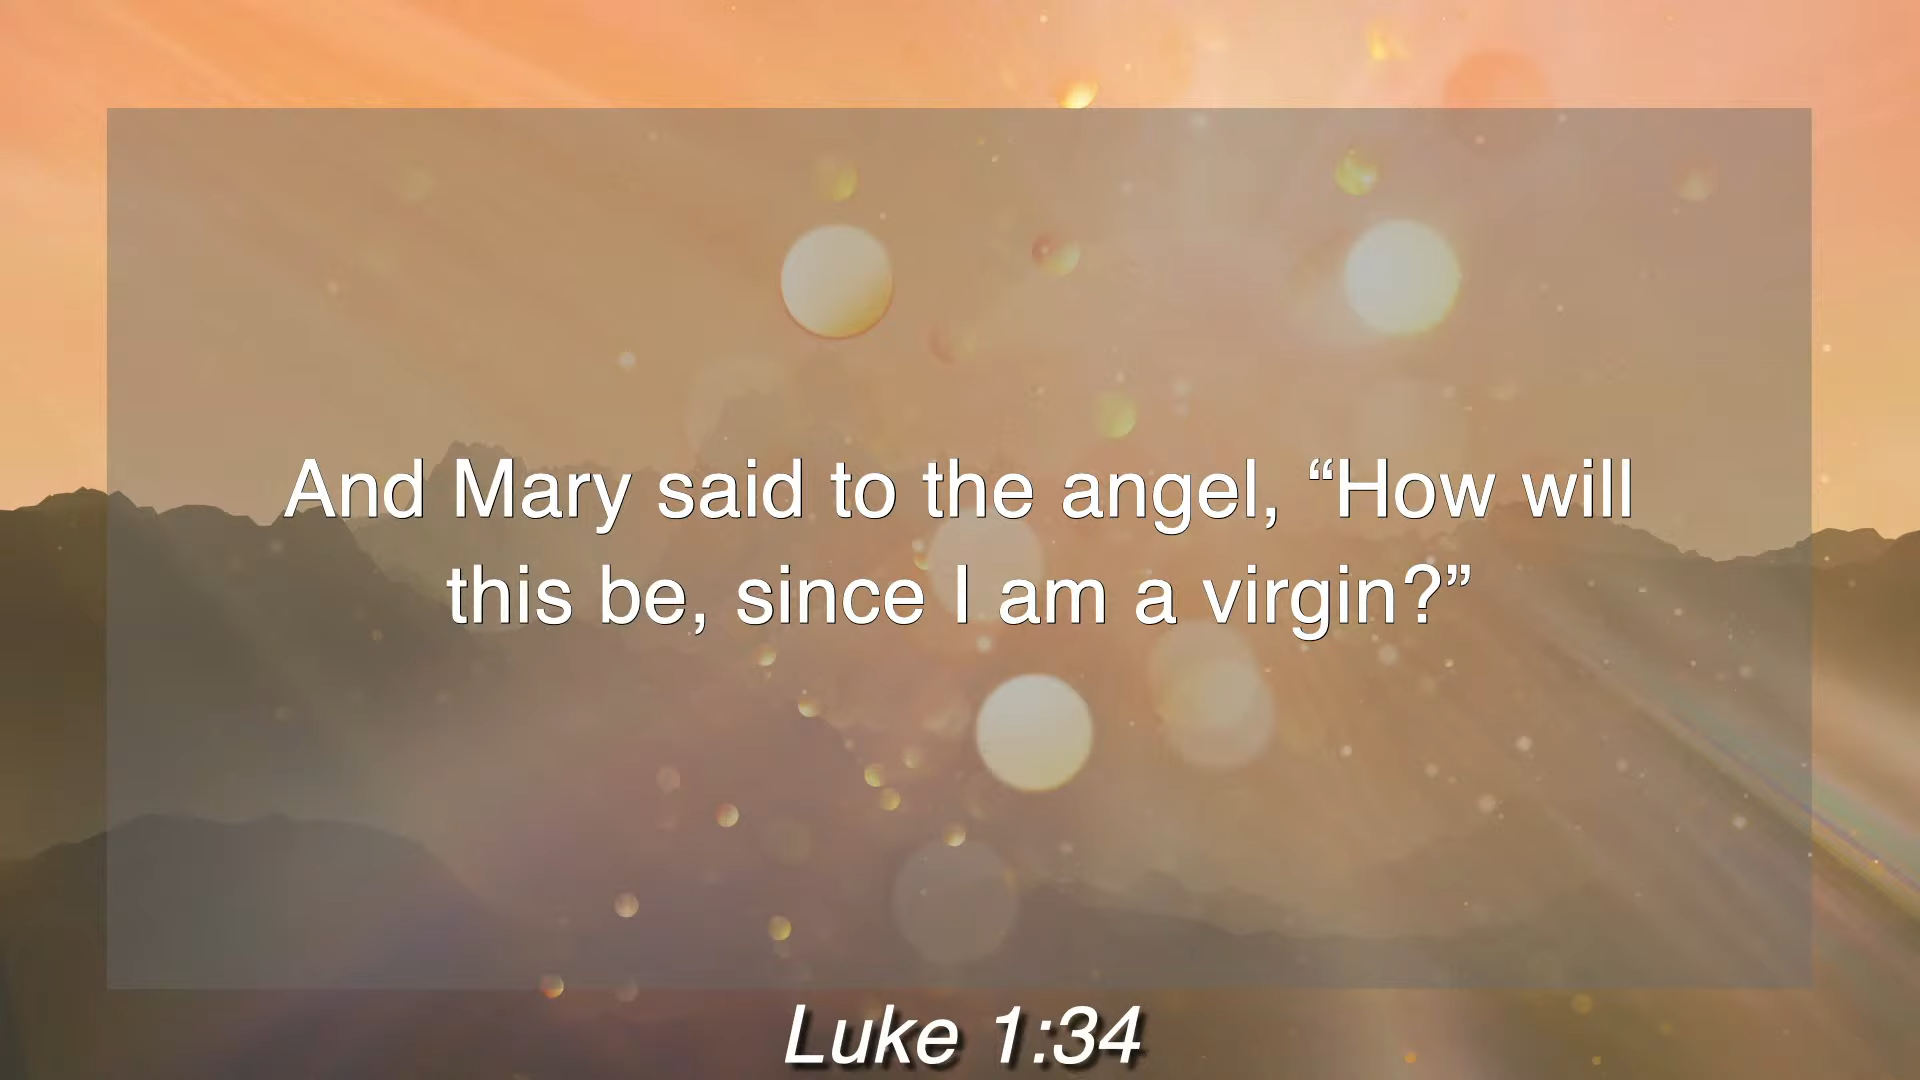 And Mary said to the angel, “How will
this be, since I am a virgin?”
Luke 1:34